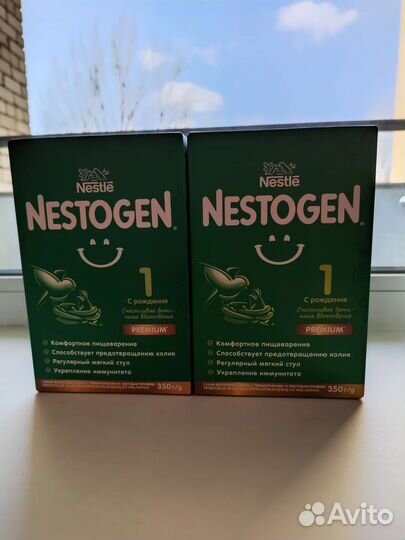 Nestlé
NESTOGEN®
1
С рождения
Счастливые дети-
наше вдохновение
PREMIUM
Комфортное пищеварение
Способствует предотвращению колик
Регулярный мягкий стул
Укрепление иммунитета
350 г/g
Nestlé
NESTOGEN®
1
С рождения
Счастливые дети-
наше вдохновение
PREMIUM
Комфортное пищеварение
Способствует предотвращению колик
Регулярный мягкий стул
Укрепление иммунитета
350 г/g
Avito